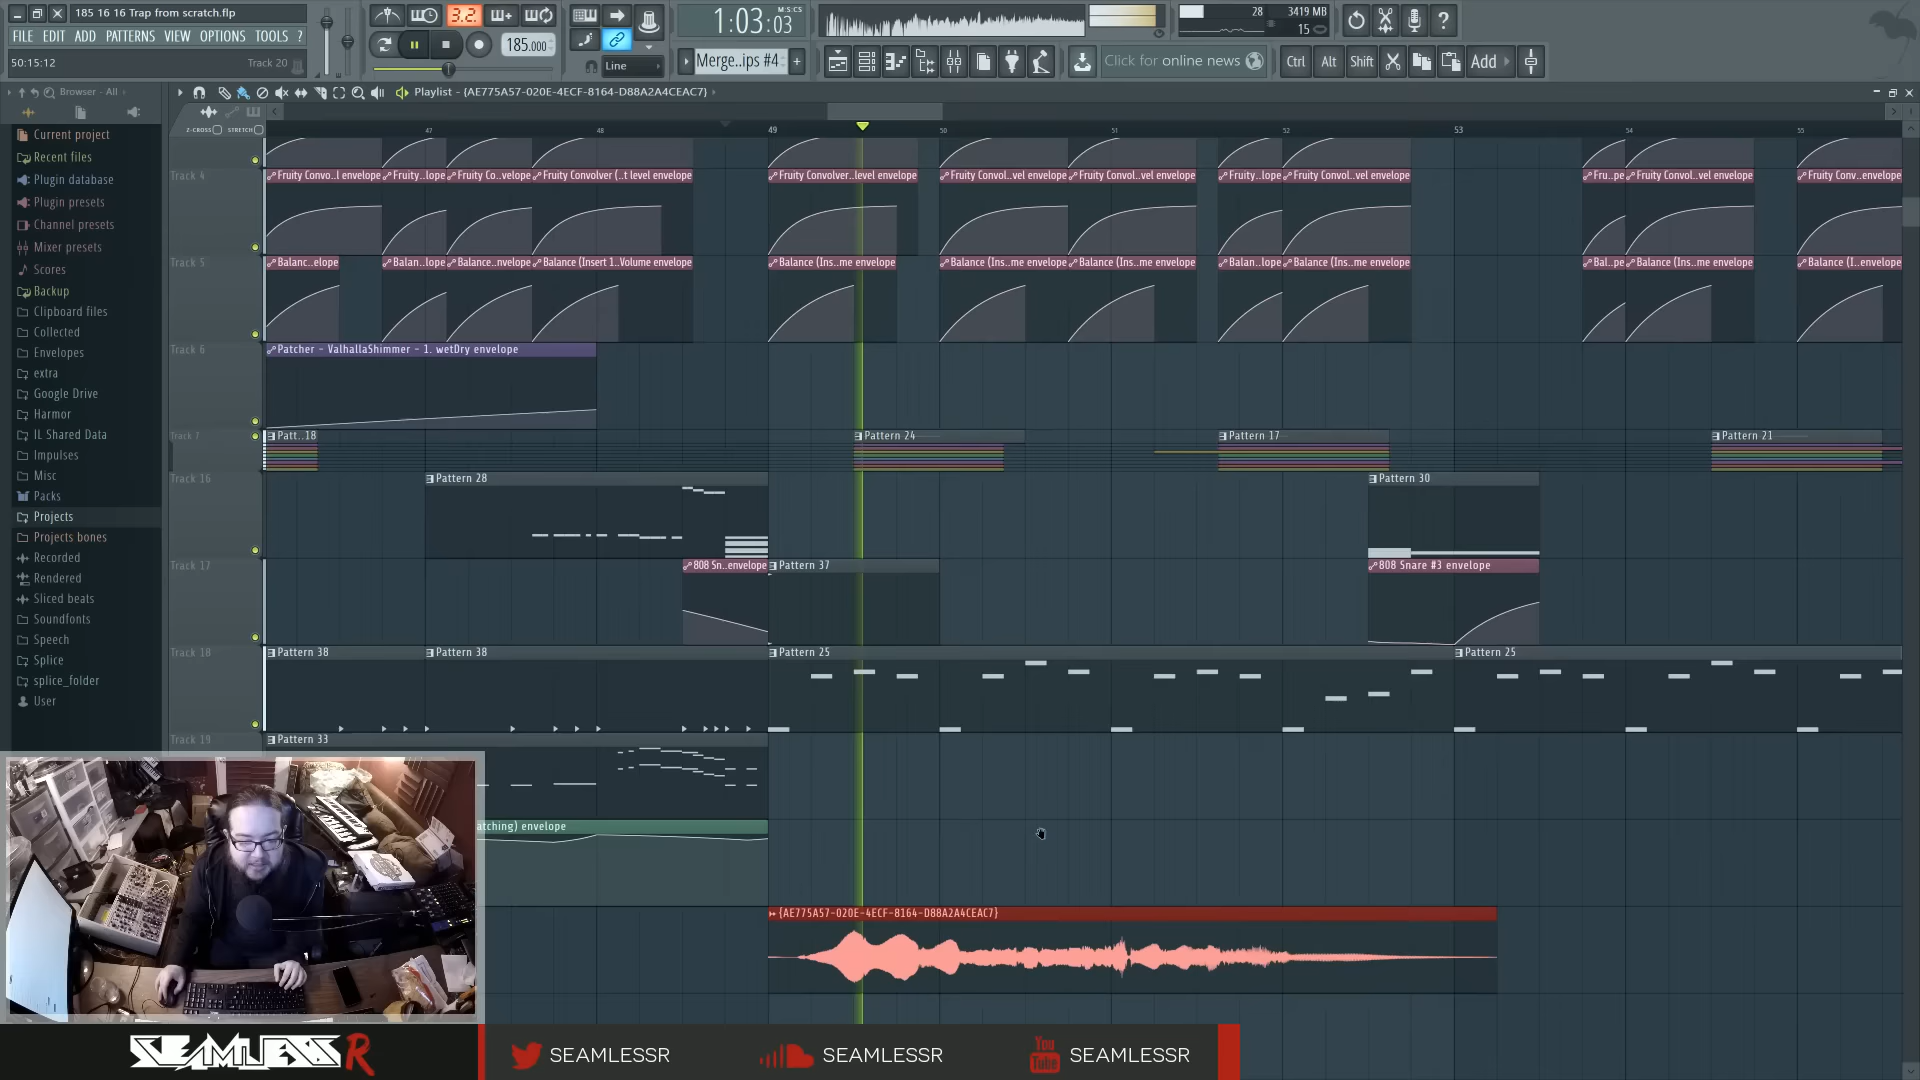 185 16 16 Trap from scratch.flp
FILE EDIT ADD PATTERNS VIEW OPTIONS TOOLS ?
50:15:12
Track 20
3.2
185.000
Line
1:03:03
M:S:CS
Merge..ips #4
28
3419 MB
15
Click for online news
Ctrl Alt Shift
Add
Browser - All
Playlist - {AE775A57-020E-4ECF-8164-D88A2A4CEAC7}
Z-CROSS
STRETCH
47 48 49 50 51 52 53 54 55
Current project
Recent files
Plugin database
Plugin presets
Channel presets
Mixer presets
Scores
Backup
Clipboard files
Collected
Envelopes
extra
Google Drive
Harmor
IL Shared Data
Impulses
Misc
Packs
Projects
Projects bones
Recorded
Rendered
Sliced beats
Soundfonts
Speech
Splice
splice_folder
User
Track 4
Fruity Convo..l envelope
Fruity..lope
Fruity Co..velope
Fruity Convolver (..t level envelope
Fruity Convolver..level envelope
Fruity Convol..vel envelope
Fruity Convol..vel envelope
Fruity..lope
Fruity Convol..vel envelope
Fru..pe
Fruity Convol..vel envelope
Fruity Conv..envelope
Track 5
Balanc..elope
Balan..lope
Balance..nvelope
Balance (Insert 1..Volume envelope
Balance (Ins..me envelope
Balance (Ins..me envelope
Balance (Ins..me envelope
Balan..lope
Balance (Ins..me envelope
Bal..pe
Balance (Ins..me envelope
Balance (I..envelope
Track 6
Patcher - ValhallaShimmer - 1. wetDry envelope
Track 7
Patt..18
Pattern 24
Pattern 17
Pattern 21
Track 16
Pattern 28
Pattern 30
Track 17
808 Sn..envelope
Pattern 37
808 Snare #3 envelope
Track 18
Pattern 38
Pattern 38
Pattern 25
Pattern 25
Track 19
Pattern 33
atching) envelope
{AE775A57-020E-4ECF-8164-D88A2A4CEAC7}
SEAMLESSR
SEAMLESSR
SEAMLESSR
You Tube
SEAMLESSR